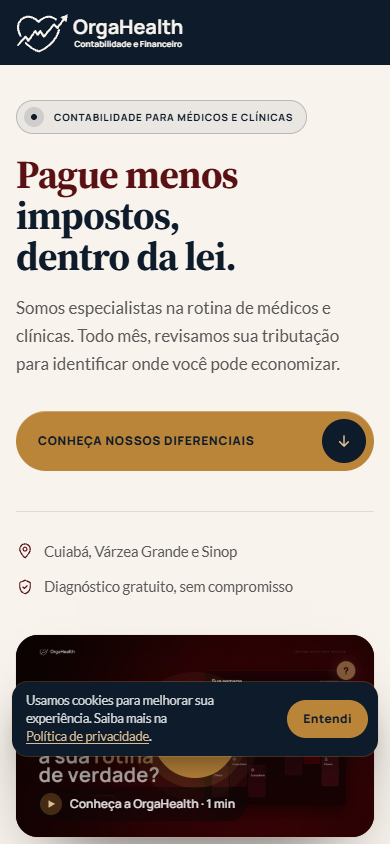 OrgaHealth
Contabilidade e Financeiro
CONTABILIDADE PARA MÉDICOS E CLÍNICAS
Pague menos
impostos,
dentro da lei.
Somos especialistas na rotina de médicos e
clínicas. Todo mês, revisamos sua tributação
para identificar onde você pode economizar.
CONHEÇA NOSSOS DIFERENCIAIS
Cuiabá, Várzea Grande e Sinop
Diagnóstico gratuito, sem compromisso
OrgaHealth
?
Usamos cookies para melhorar sua
experiência. Saiba mais na
Política de privacidade.
Entendi
a sua rotina
de verdade?
Conheça a OrgaHealth · 1 min